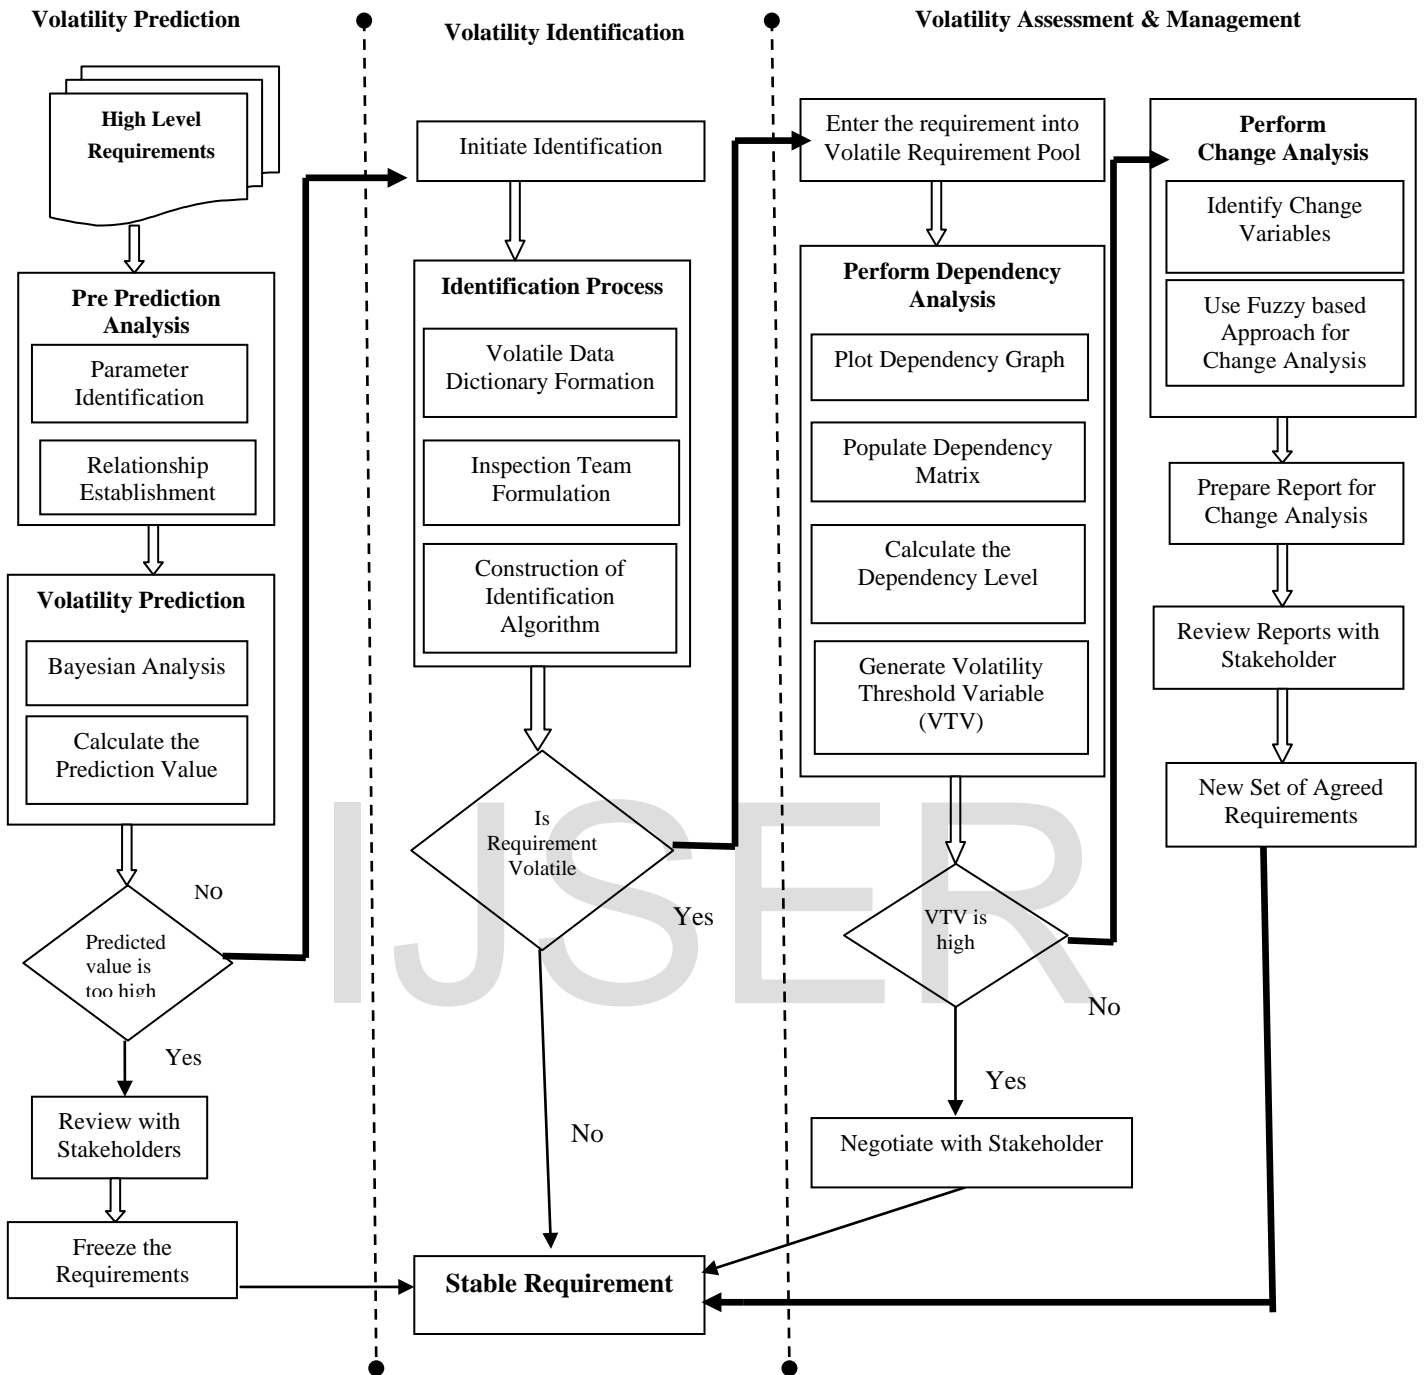 Volatility Prediction
High Level
Requirements
Pre Prediction
Analysis
Parameter
Identification
Relationship
Establishment
Volatility Prediction
Bayesian Analysis
Calculate the
Prediction Value
No
Predicted
value is
too high
Yes
Review with
Stakeholders
Freeze the
Requirements
Volatility Identification
Initiate Identification
Identification Process
Volatile Data
Dictionary Formation
Inspection Team
Formulation
Construction of
Identification
Algorithm
Is
Requirement
Volatile
Yes
No
Stable Requirement
Volatility Assessment & Management
Enter the requirement into
Volatile Requirement Pool
Perform Dependency
Analysis
Plot Dependency Graph
Populate Dependency
Matrix
Calculate the
Dependency Level
Generate Volatility
Threshold Variable
(VTV)
VTV is
high
No
Yes
Negotiate with Stakeholder
Perform
Change Analysis
Identify Change
Variables
Use Fuzzy based
Approach for
Change Analysis
Prepare Report for
Change Analysis
Review Reports with
Stakeholder
New Set of Agreed
Requirements
IJSER